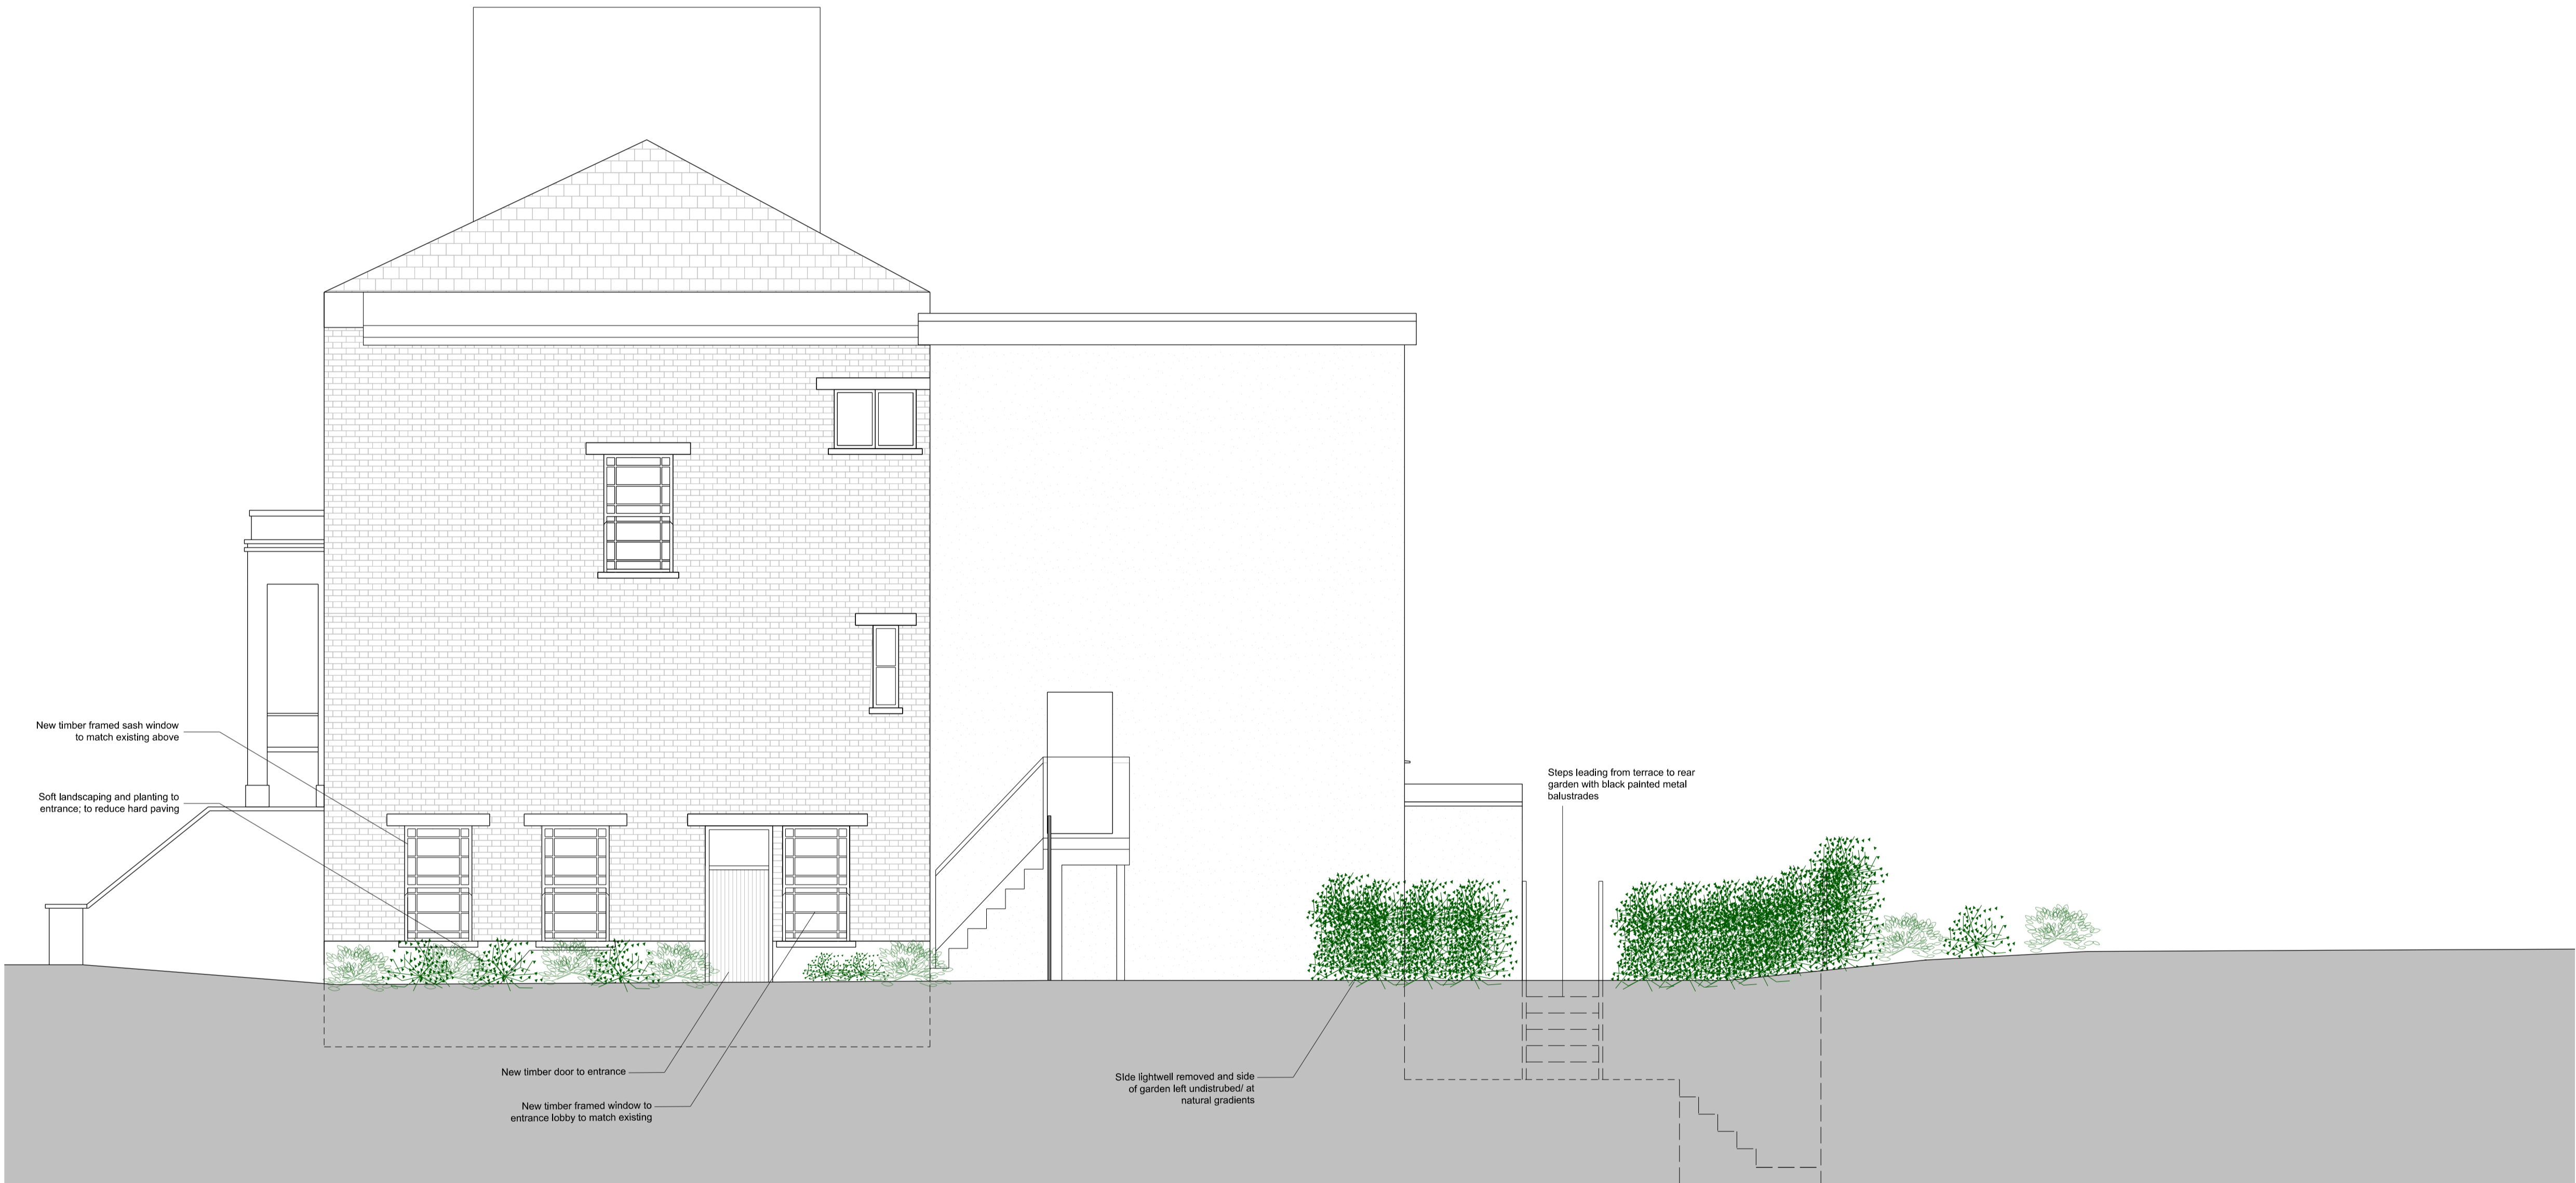 New timber framed sash window
to match existing above
Soft landscaping and planting to
entrance; to reduce hard paving
Steps leading from terrace to rear
garden with black painted metal
balustrades
New timber door to entrance
New timber framed window to
entrance lobby to match existing
SIde lightwell removed and side
of garden left undistrubed/ at
natural gradients